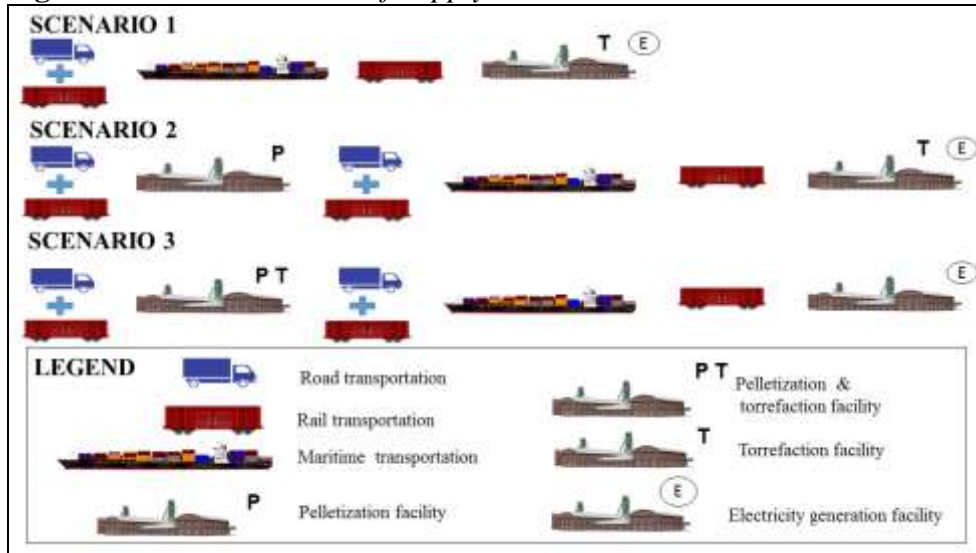 SCENARIO 1
T E
SCENARIO 2
P T E
SCENARIO 3
P T E
LEGEND
Road transportation
P T Pelletization &
torrefaction facility
Rail transportation
T Torrefaction facility
Maritime transportation
P Pelletization facility
E Electricity generation facility